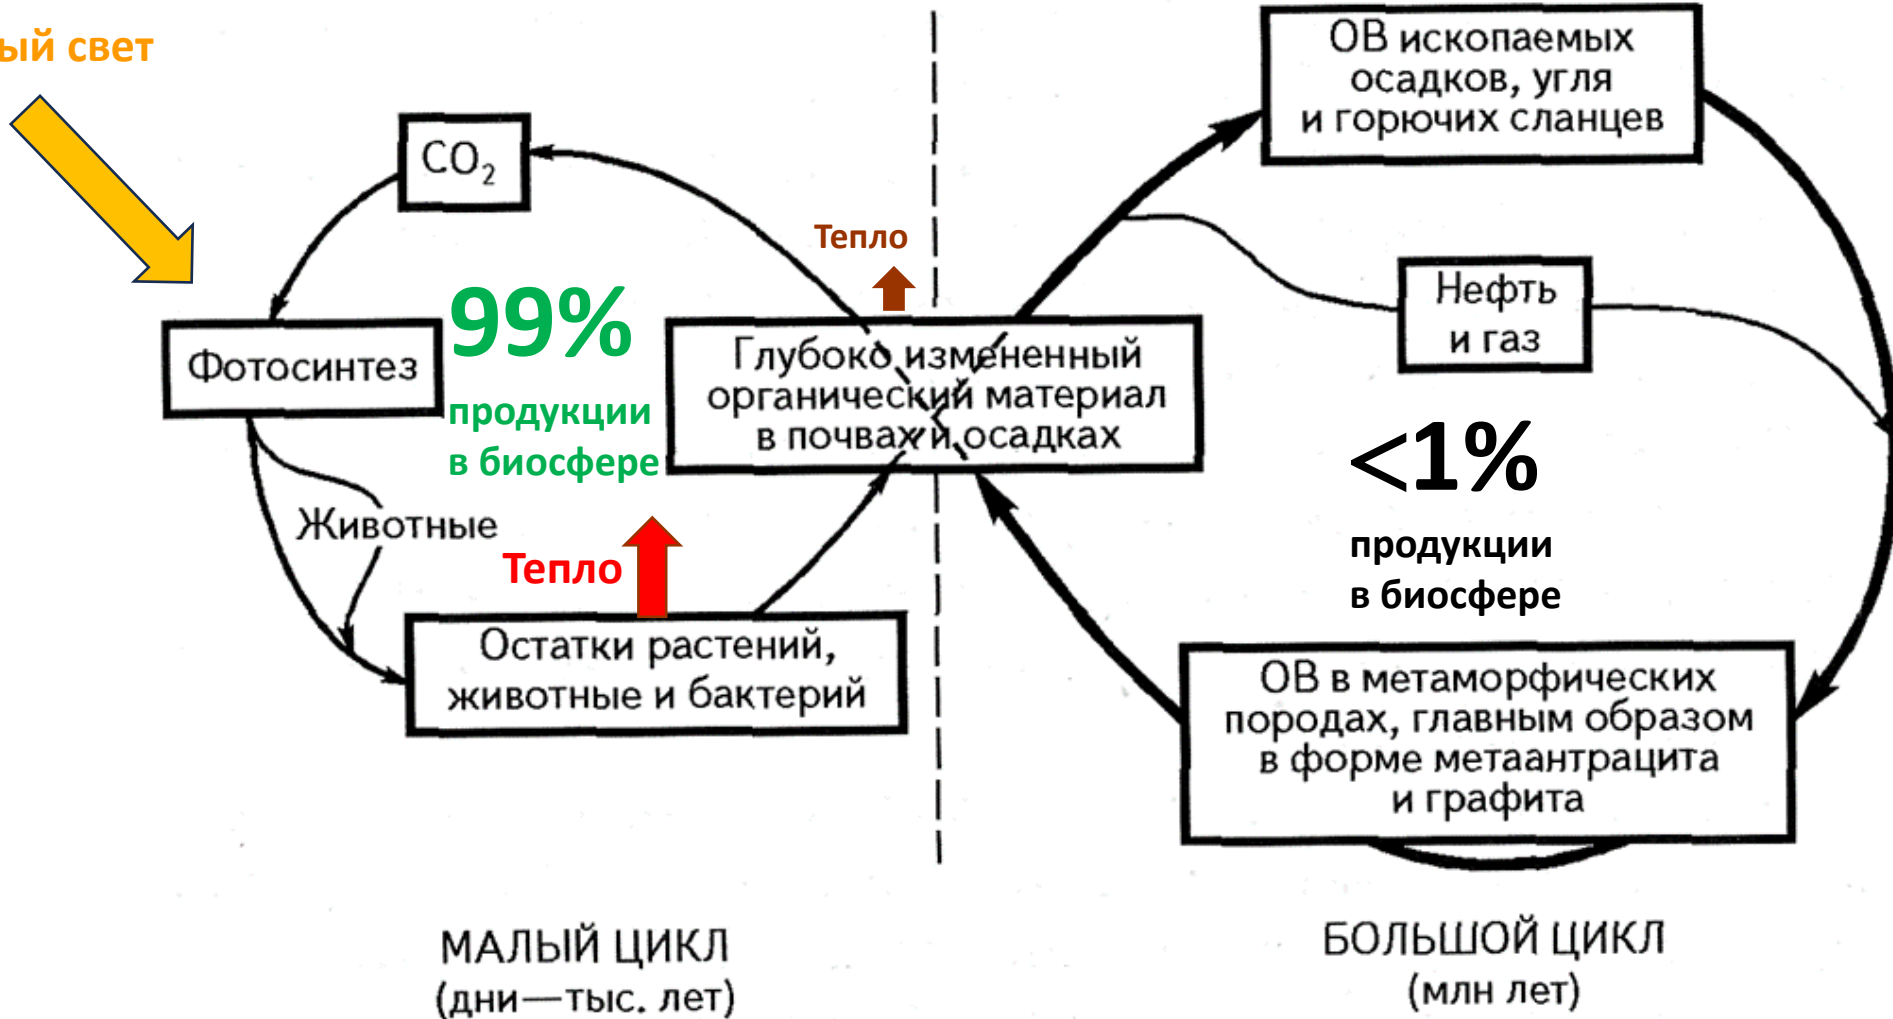 свет
CO₂
Фотосинтез
99%
продукции
в биосфере
Животные
Тепло
Остатки растений,
животные и бактерий
Тепло
Глубоко измененный
органический материал
в почвах и осадках
ОВ ископаемых
осадков, угля
и горючих сланцев
Нефть
и газ
<1%
продукции
в биосфере
ОВ в метаморфических
породах, главным образом
в форме метаантрацита
и графита
МАЛЫЙ ЦИКЛ
(дни—тыс. лет)
БОЛЬШОЙ ЦИКЛ
(млн лет)